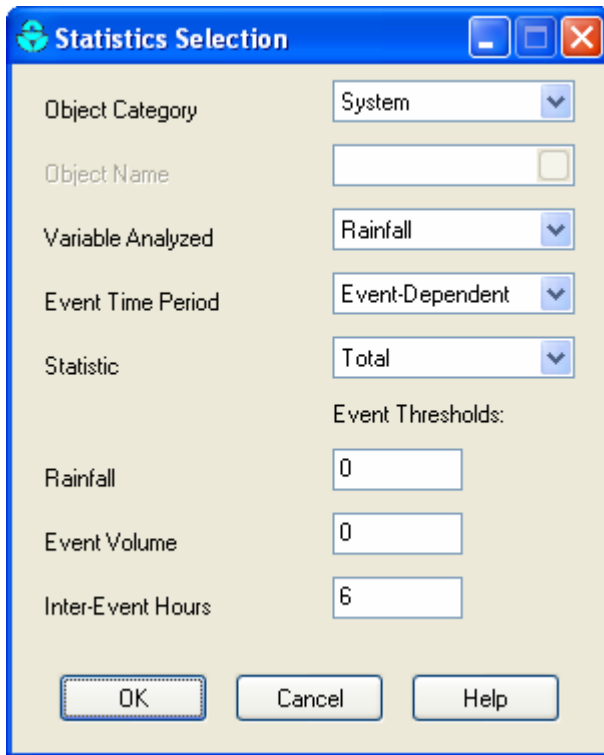 Statistics Selection
Object Category System
Object Name
Variable Analyzed Rainfall
Event Time Period Event-Dependent
Statistic Total
Event Thresholds:
Rainfall 0
Event Volume 0
Inter-Event Hours 6
OK Cancel Help